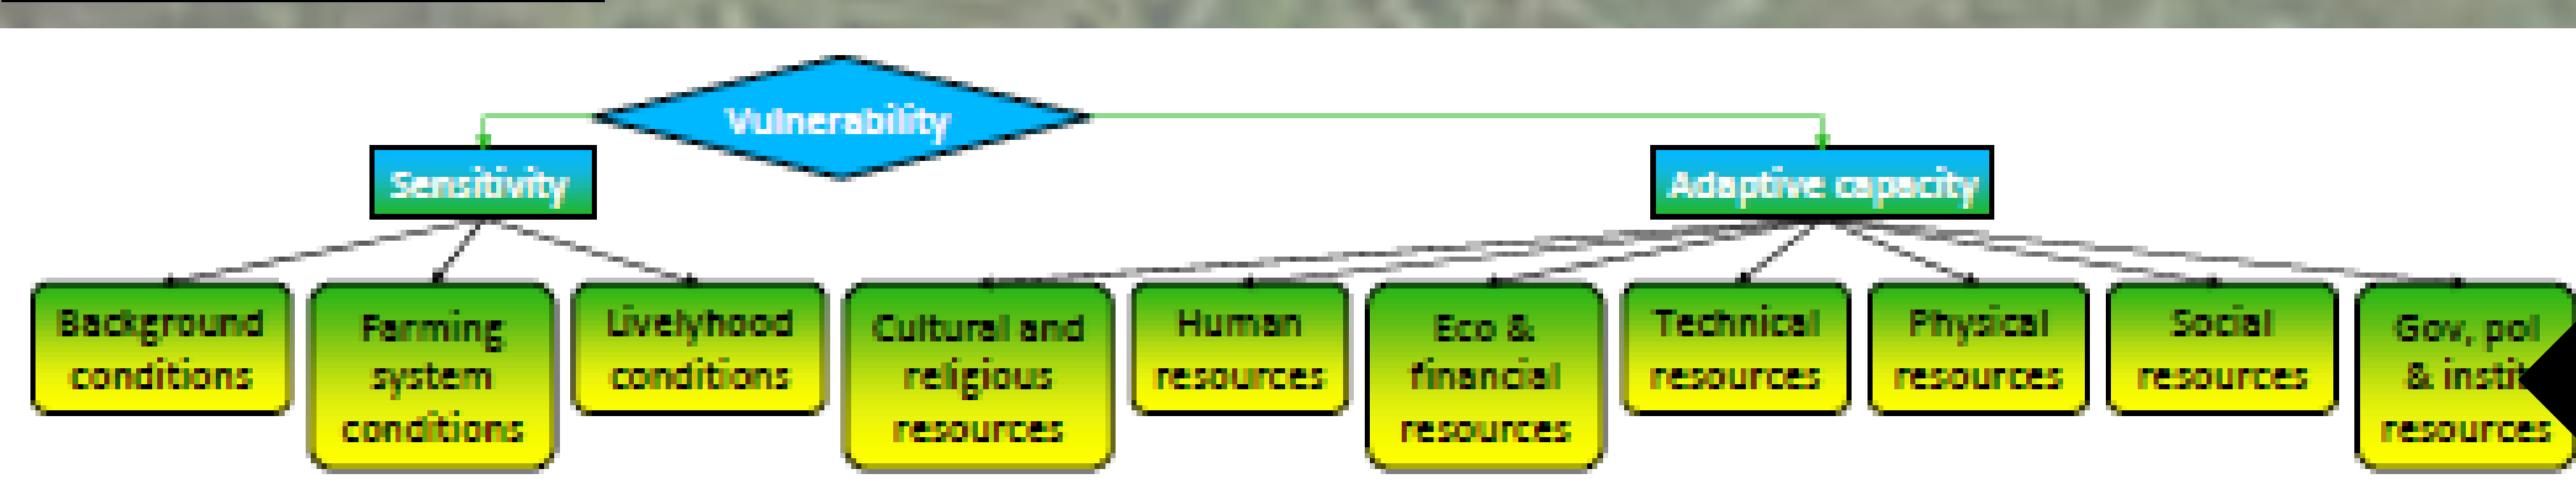 Vulnerability
Sensitivity
Adaptive capacity
Background
conditions
Farming
system
conditions
Livelyhood
conditions
Cultural and
religious
resources
Human
resources
Eco &
financial
resources
Technical
resources
Physical
resources
Social
resources
Gov, pol
& instit
resources